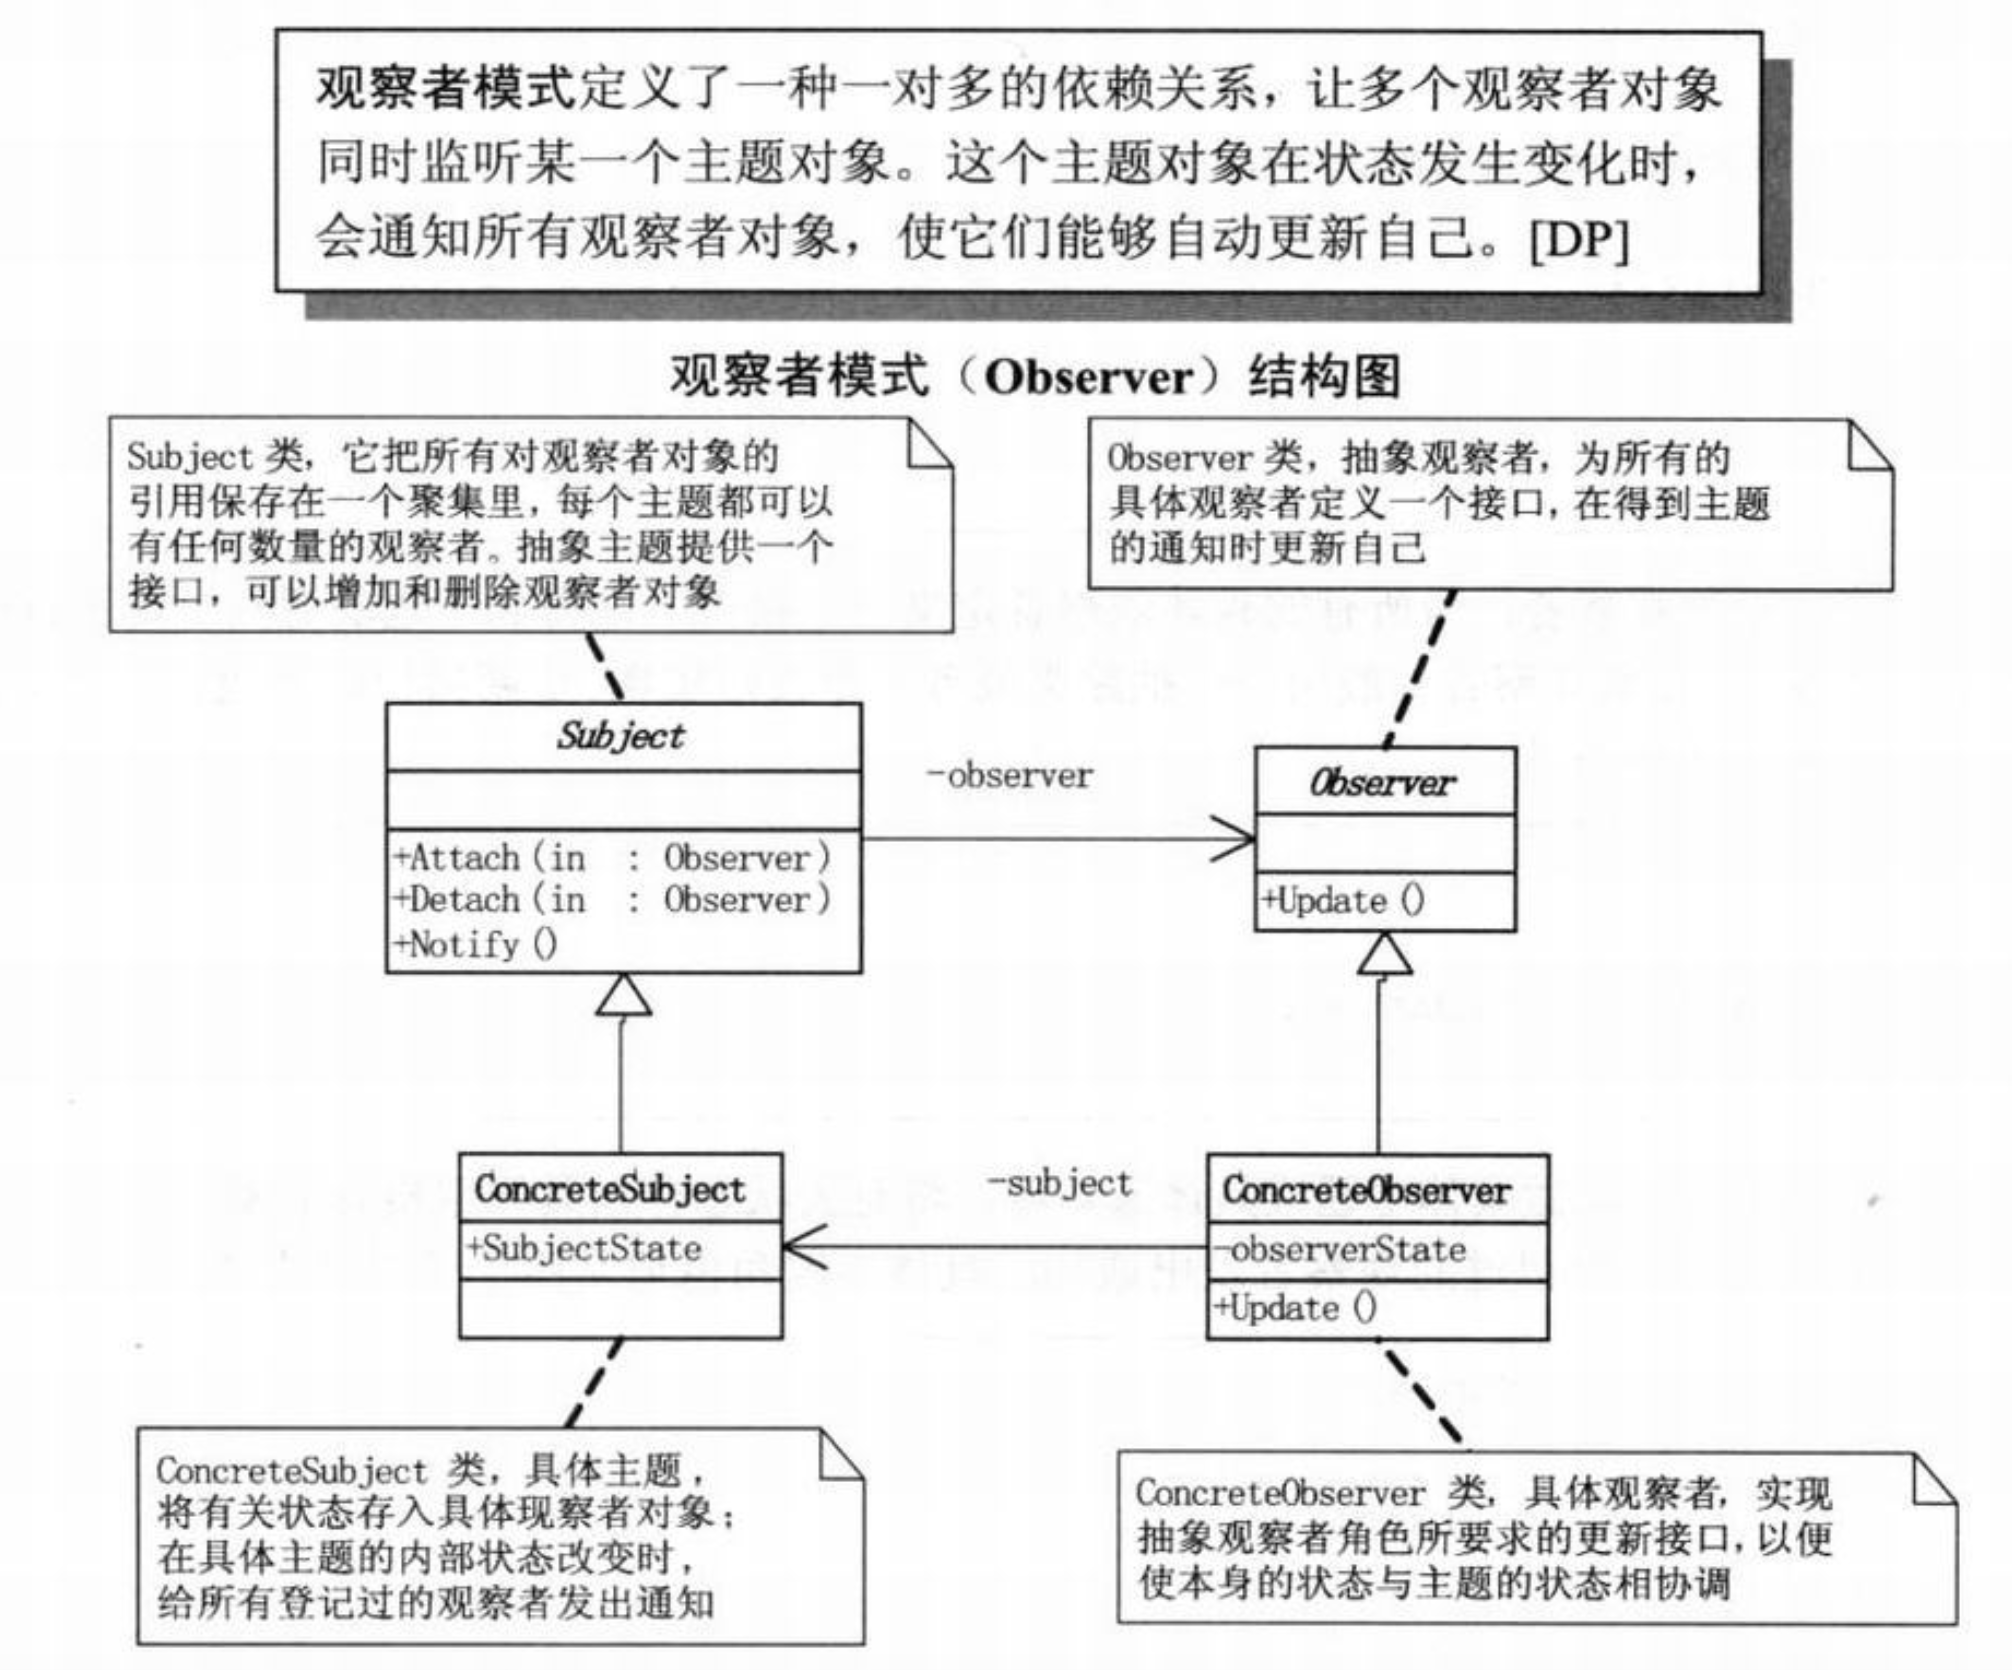 观察者模式定义了一种一对多的依赖关系，让多个观察者对象
同时监听某一个主题对象。这个主题对象在状态发生变化时，
会通知所有观察者对象，使它们能够自动更新自己。[DP]
观察者模式（Observer）结构图
Subject 类，它把所有对观察者对象的
引用保存在一个聚集里，每个主题都可以
有任何数量的观察者。抽象主题提供一个
接口，可以增加和删除观察者对象
Observer 类，抽象观察者，为所有的
具体观察者定义一个接口，在得到主题
的通知时更新自己
Subject
+Attach(in : Observer)
+Detach(in : Observer)
+Notify()
-observer
Observer
+Update()
ConcreteSubject
+SubjectState
-subject
ConcreteObserver
-observerState
+Update()
ConcreteSubject 类，具体主题，
将有关状态存入具体现察者对象；
在具体主题的内部状态改变时，
给所有登记过的观察者发出通知
ConcreteObserver 类，具体观察者，实现
抽象观察者角色所要求的更新接口，以便
使本身的状态与主题的状态相协调